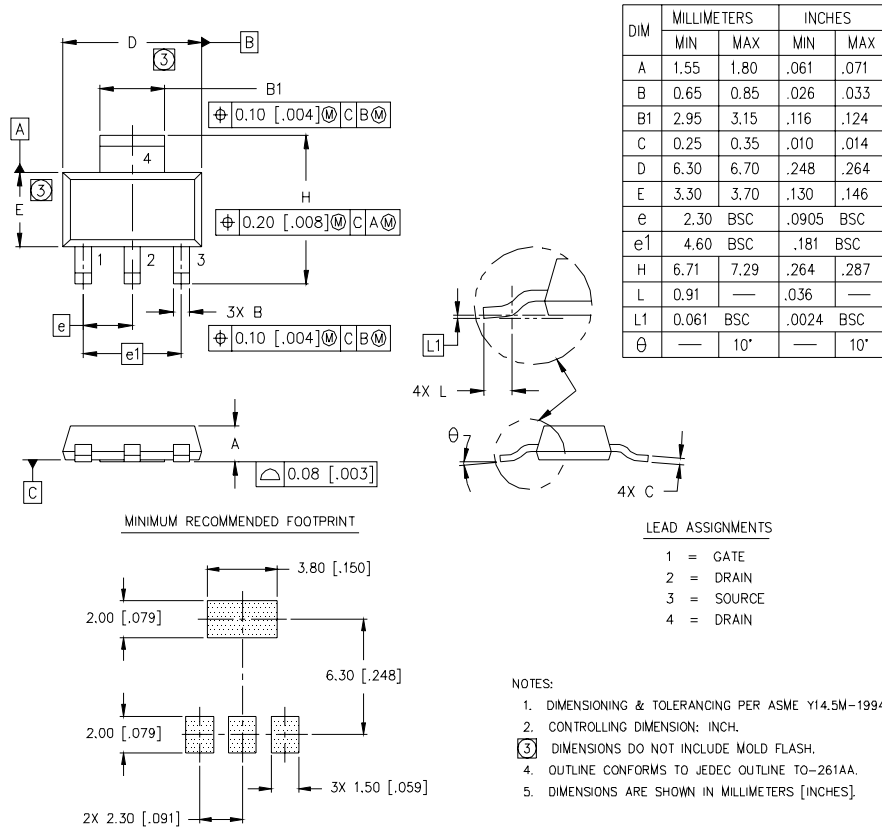 D
B
3
B1
⌖ 0.10 [.004]Ⓜ C BⓂ
A
4
3
E
H
⌖ 0.20 [.008]Ⓜ C AⓂ
1 2 3
e
3X B
⌖ 0.10 [.004]Ⓜ C BⓂ
e1
L1
4X L
A
C
⌓ 0.08 [.003]
θ
4X C
DIM MILLIMETERS INCHES
MIN MAX MIN MAX
A 1.55 1.80 .061 .071
B 0.65 0.85 .026 .033
B1 2.95 3.15 .116 .124
C 0.25 0.35 .010 .014
D 6.30 6.70 .248 .264
E 3.30 3.70 .130 .146
e 2.30 BSC .0905 BSC
e1 4.60 BSC .181 BSC
H 6.71 7.29 .264 .287
L 0.91 — .036 —
L1 0.061 BSC .0024 BSC
θ — 10° — 10°
MINIMUM RECOMMENDED FOOTPRINT
3.80 [.150]
2.00 [.079]
6.30 [.248]
2.00 [.079]
3X 1.50 [.059]
2X 2.30 [.091]
LEAD ASSIGNMENTS
1 = GATE
2 = DRAIN
3 = SOURCE
4 = DRAIN
NOTES:
1. DIMENSIONING & TOLERANCING PER ASME Y14.5M-1994
2. CONTROLLING DIMENSION: INCH.
3 DIMENSIONS DO NOT INCLUDE MOLD FLASH.
4. OUTLINE CONFORMS TO JEDEC OUTLINE TO-261AA.
5. DIMENSIONS ARE SHOWN IN MILLIMETERS [INCHES].